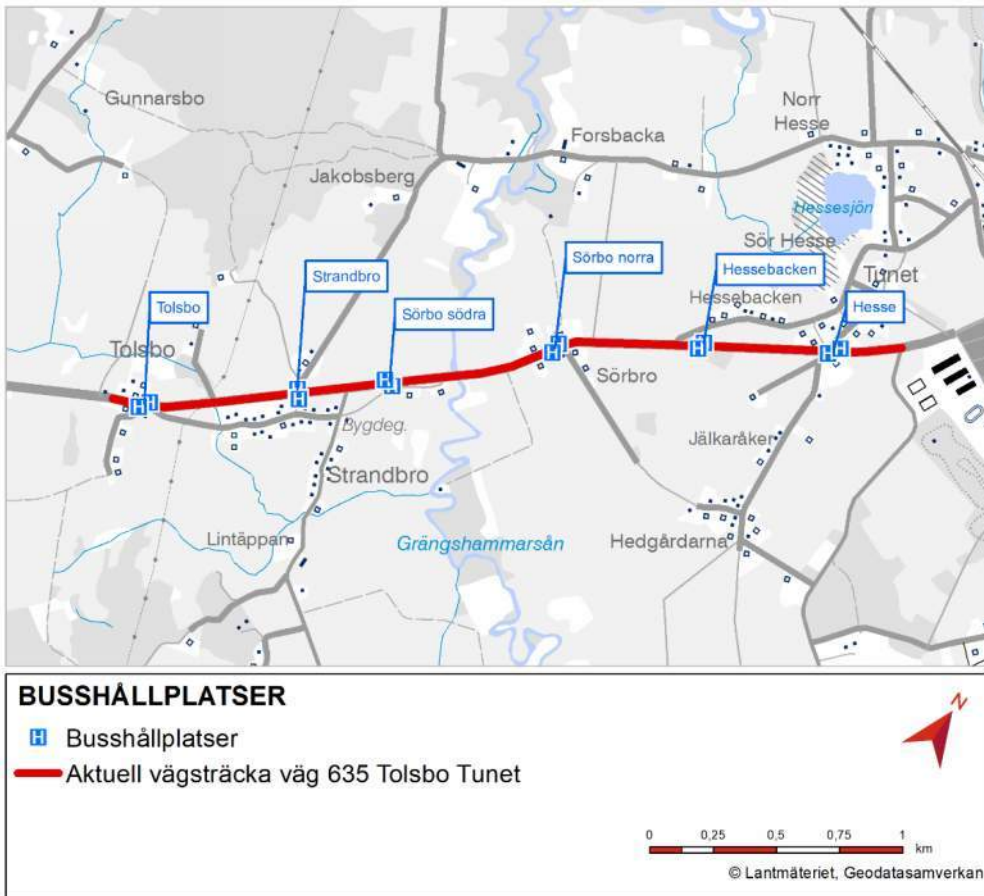 Gunnarsbo
Norr
Hesse
Forsbacka
Jakobsberg
Hessesjön
Sör Hesse
Sörbo norra
Hessebacken
Tunet
Strandbro
Hessebacken
Tolsbo
Sörbo södra
Hesse
Tolsbo
Sörbro
Bygdeg.
Jälkaråker
Strandbro
Lintäppan
Grängshammarsån
Hedgårdarna
BUSSHÅLLPLATSER
N
H Busshållplatser
Aktuell vägsträcka väg 635 Tolsbo Tunet
0 0,25 0,5 0,75 1
km
© Lantmäteriet, Geodatasamverkan